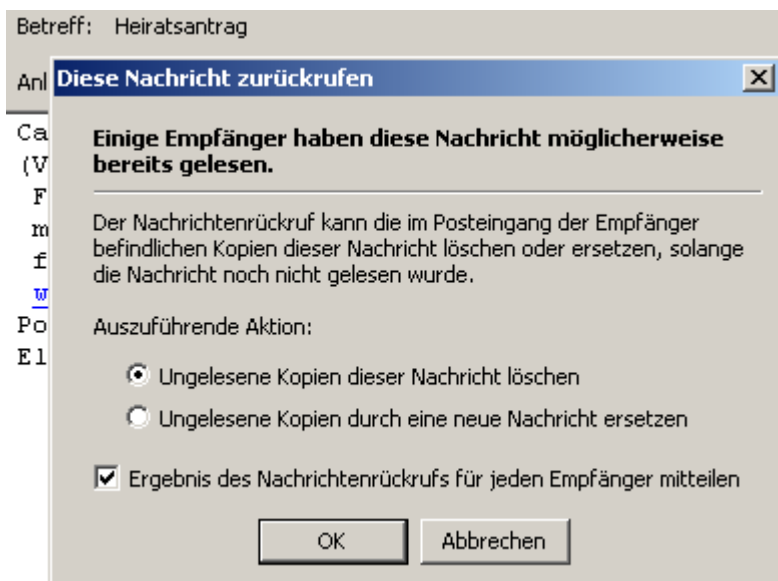 Betreff: Heiratsantrag
Anl
Diese Nachricht zurückrufen
Ca
(V
F
m
f
w
Po
El
Einige Empfänger haben diese Nachricht möglicherweise
bereits gelesen.
Der Nachrichtenrückruf kann die im Posteingang der Empfänger
befindlichen Kopien dieser Nachricht löschen oder ersetzen, solange
die Nachricht noch nicht gelesen wurde.
Auszuführende Aktion:
Ungelesene Kopien dieser Nachricht löschen
Ungelesene Kopien durch eine neue Nachricht ersetzen
Ergebnis des Nachrichtenrückrufs für jeden Empfänger mitteilen
OK Abbrechen